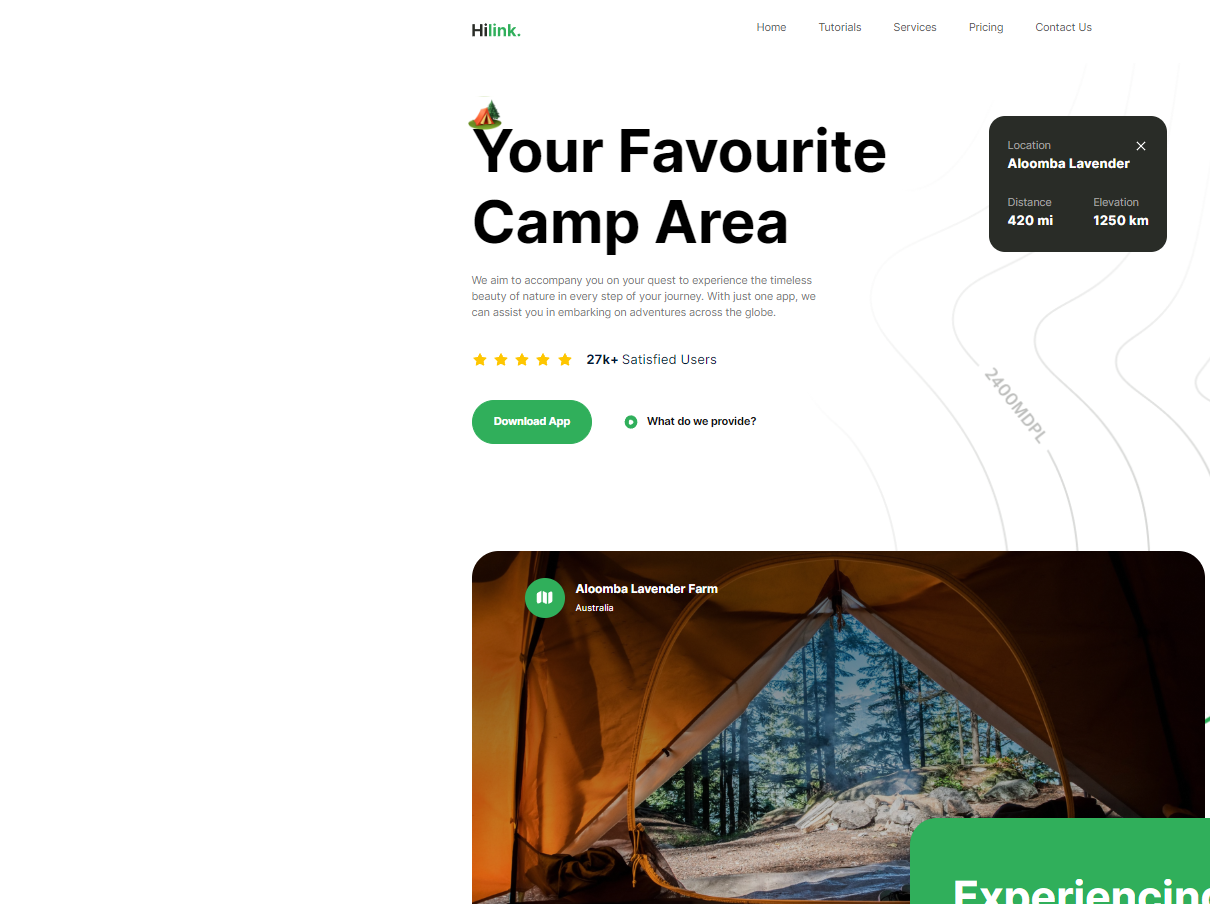 Hilink.
Home Tutorials Services Pricing Contact Us
Your Favourite
Camp Area
We aim to accompany you on your quest to experience the timeless
beauty of nature in every step of your journey. With just one app, we
can assist you in embarking on adventures across the globe.
27k+ Satisfied Users
Download App
What do we provide?
Location
Aloomba Lavender
Distance Elevation
420 mi 1250 km
2400MDPL
Aloomba Lavender Farm
Australia
Experiencing